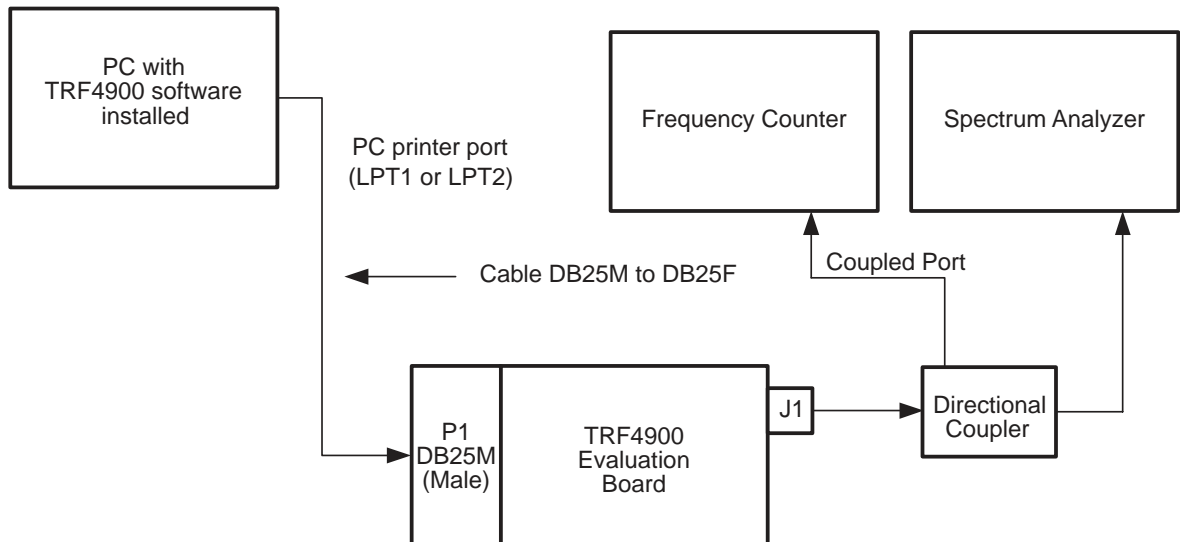 PC with
TRF4900 software
installed
Frequency Counter
Spectrum Analyzer
PC printer port
(LPT1 or LPT2)
Coupled Port
Cable DB25M to DB25F
P1
DB25M
(Male)
TRF4900
Evaluation
Board
J1
Directional
Coupler